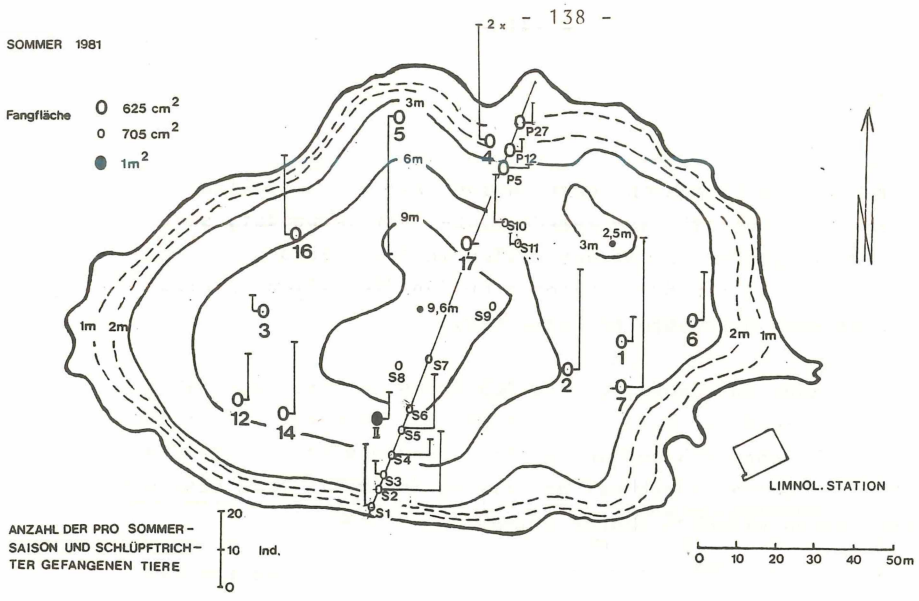 - 138 -
2 x
SOMMER 1981
Fangfläche
625 cm²
705 cm²
1m²
3m
5
4
P27
P12
P5
6m
S10
S11
9m
17
2,5m
3m
16
9,6m
S9
3
1m
2m
6
2m
1m
1
S7
S8
2
7
12
14
S6
II
S5
S4
S3
S2
S1
LIMNOL. STATION
ANZAHL DER PRO SOMMER-
SAISON UND SCHLÜPFTRICH-
TER GEFANGENEN TIERE
20
10
0
Ind.
N
0 10 20 30 40 50m